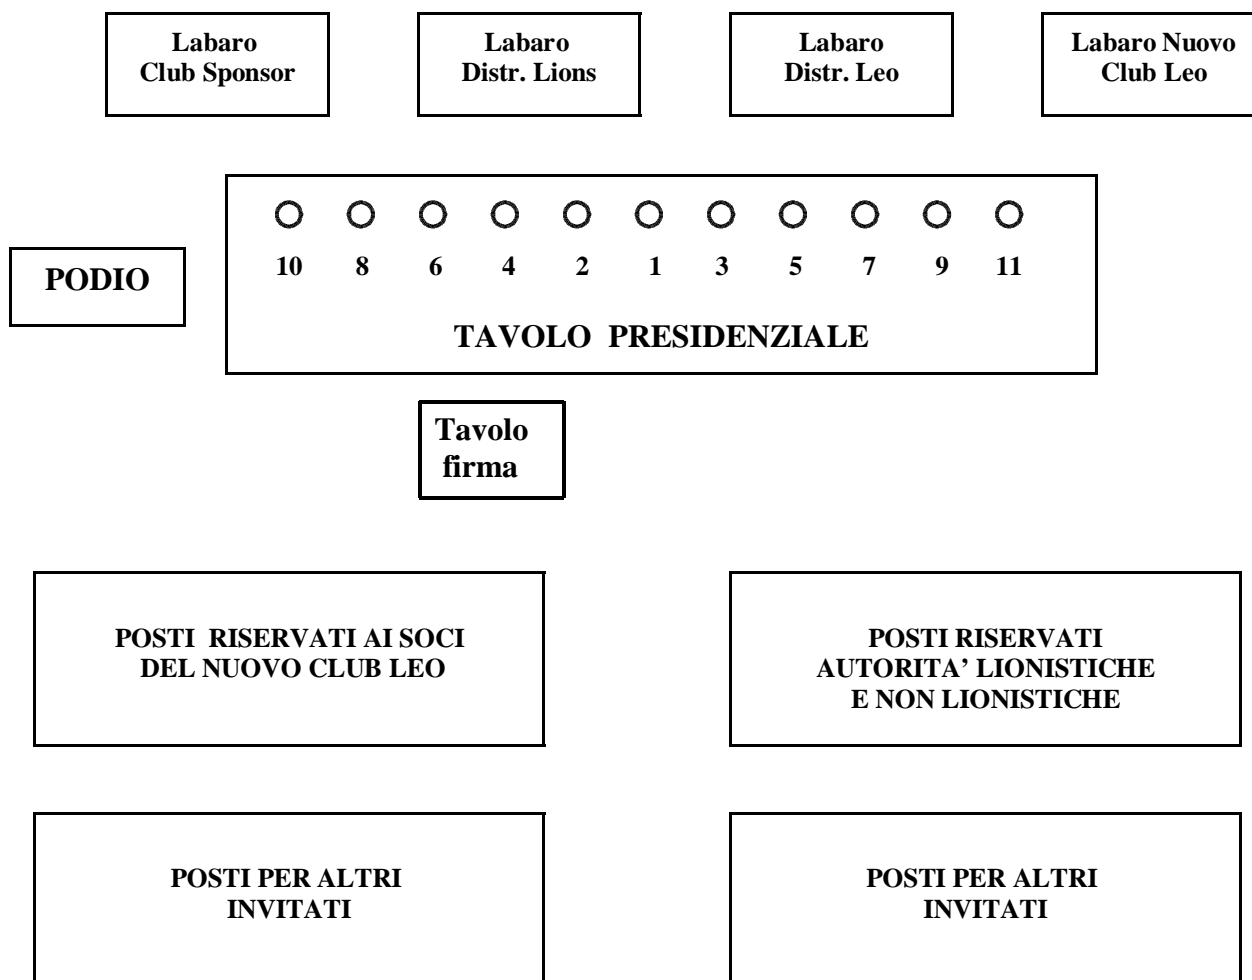 Labaro
Club Sponsor
Labaro
Distr. Lions
Labaro
Distr. Leo
Labaro Nuovo
Club Leo
PODIO
10 8 6 4 2 1 3 5 7 9 11
TAVOLO PRESIDENZIALE
Tavolo
firma
POSTI RISERVATI AI SOCI
DEL NUOVO CLUB LEO
POSTI RISERVATI
AUTORITA’ LIONISTICHE
E NON LIONISTICHE
POSTI PER ALTRI
INVITATI
POSTI PER ALTRI
INVITATI